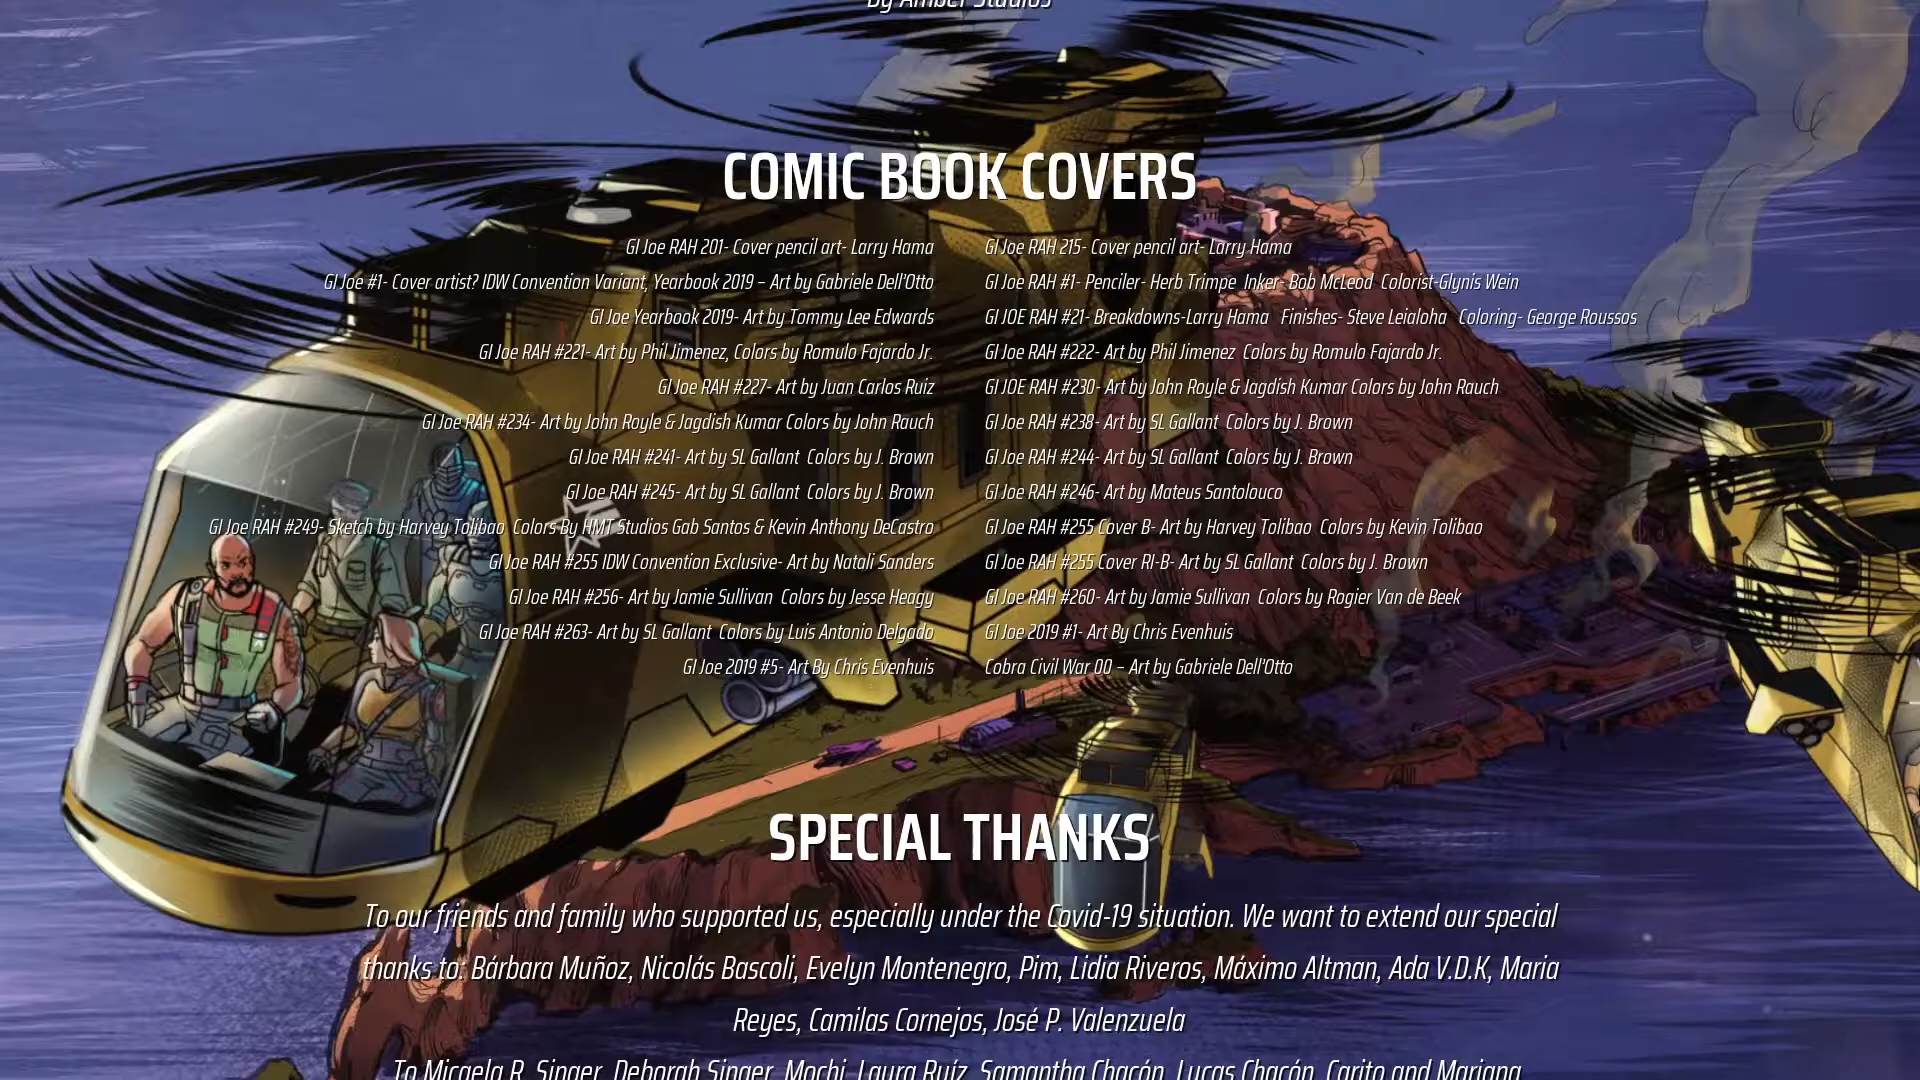 By Amber Studios
COMIC BOOK COVERS
GI Joe RAH 201- Cover pencil art- Larry Hama
GI Joe RAH 215- Cover pencil art- Larry Hama
GI Joe #1- Cover artist? IDW Convention Variant, Yearbook 2019 – Art by Gabriele Dell'Otto
GI Joe RAH #1- Penciler- Herb Trimpe  Inker- Bob McLeod  Colorist-Glynis Wein
GI Joe Yearbook 2019- Art by Tommy Lee Edwards
GI JOE RAH #21- Breakdowns-Larry Hama   Finishes- Steve Leialoha   Coloring- George Roussos
GI Joe RAH #221- Art by Phil Jimenez, Colors by Romulo Fajardo Jr.
GI Joe RAH #222- Art by Phil Jimenez  Colors by Romulo Fajardo Jr.
GI Joe RAH #227- Art by Juan Carlos Ruiz
GI JOE RAH #230- Art by John Royle & Jagdish Kumar Colors by John Rauch
GI Joe RAH #234- Art by John Royle & Jagdish Kumar Colors by John Rauch
GI Joe RAH #238- Art by SL Gallant  Colors by J. Brown
GI Joe RAH #241- Art by SL Gallant  Colors by J. Brown
GI Joe RAH #244- Art by SL Gallant  Colors by J. Brown
GI Joe RAH #245- Art by SL Gallant  Colors by J. Brown
GI Joe RAH #246- Art by Mateus Santolouco
GI Joe RAH #249- Sketch by Harvey Tolibao  Colors By HMT Studios Gab Santos & Kevin Anthony DeCastro
GI Joe RAH #255 Cover B- Art by Harvey Tolibao  Colors by Kevin Tolibao
GI Joe RAH #255 IDW Convention Exclusive- Art by Natali Sanders
GI Joe RAH #255 Cover RI-B- Art by SL Gallant  Colors by J. Brown
GI Joe RAH #256- Art by Jamie Sullivan  Colors by Jesse Heagy
GI Joe RAH #260- Art by Jamie Sullivan  Colors by Rogier Van de Beek
GI Joe RAH #263- Art by SL Gallant  Colors by Luis Antonio Delgado
GI Joe 2019 #1- Art By Chris Evenhuis
GI Joe 2019 #5- Art By Chris Evenhuis
Cobra Civil War 00 – Art by Gabriele Dell'Otto
SPECIAL THANKS
To our friends and family who supported us, especially under the Covid-19 situation. We want to extend our special
thanks to: Bárbara Muñoz, Nicolás Bascoli, Evelyn Montenegro, Pim, Lidia Riveros, Máximo Altman, Ada V.D.K, Maria
Reyes, Camilas Cornejos, José P. Valenzuela
To Micaela R. Singer, Deborah Singer, Mochi, Laura Ruíz, Samantha Chacón, Lucas Chacón, Carito and Mariana